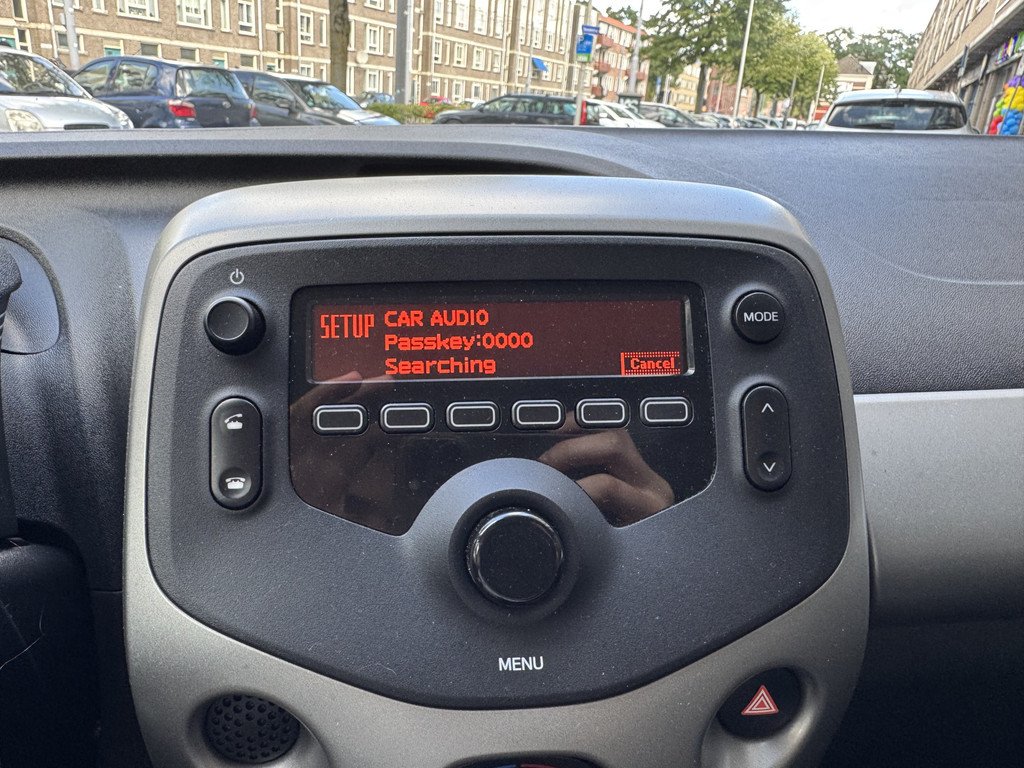 SETUP CAR AUDIO
Passkey:0000
Searching
Cancel
MODE
MENU